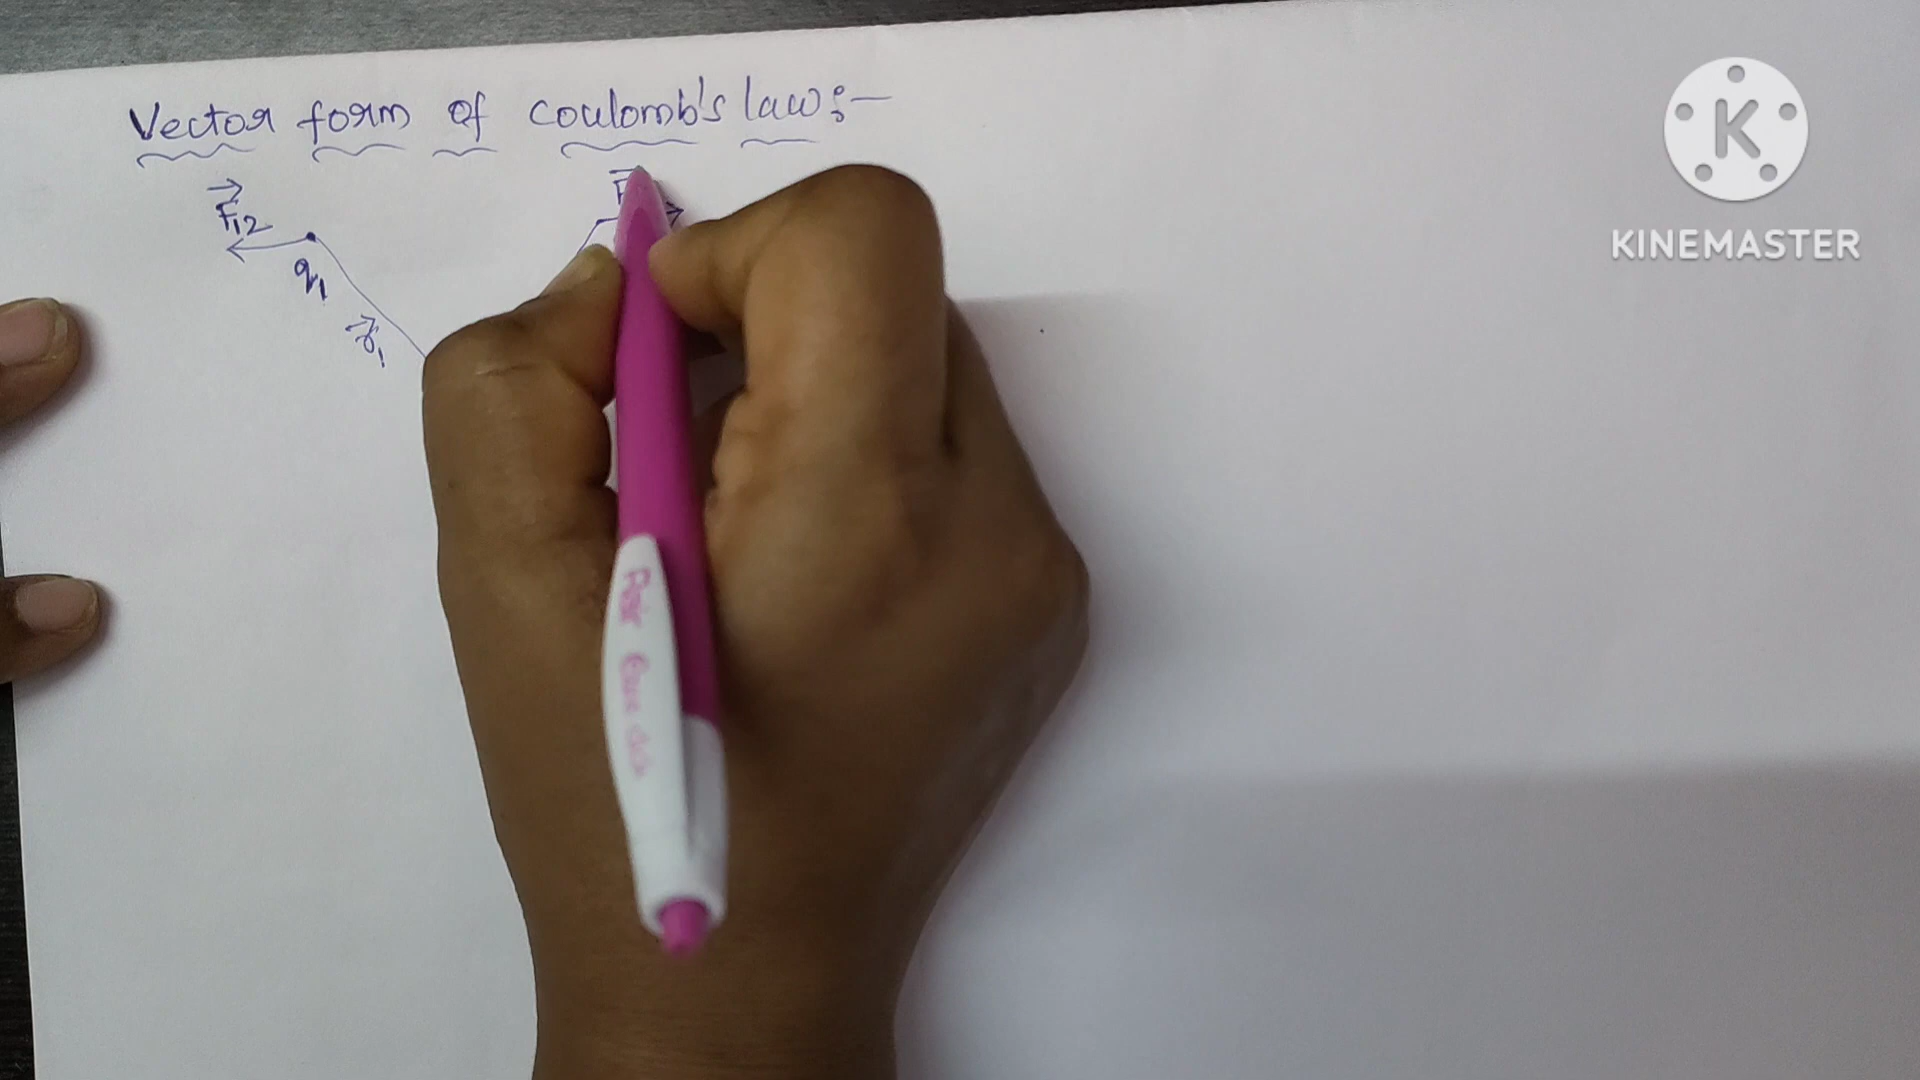 Vector form of Coulomb's law :-
F₁₂
q₁
r₁
F
K
KINEMASTER